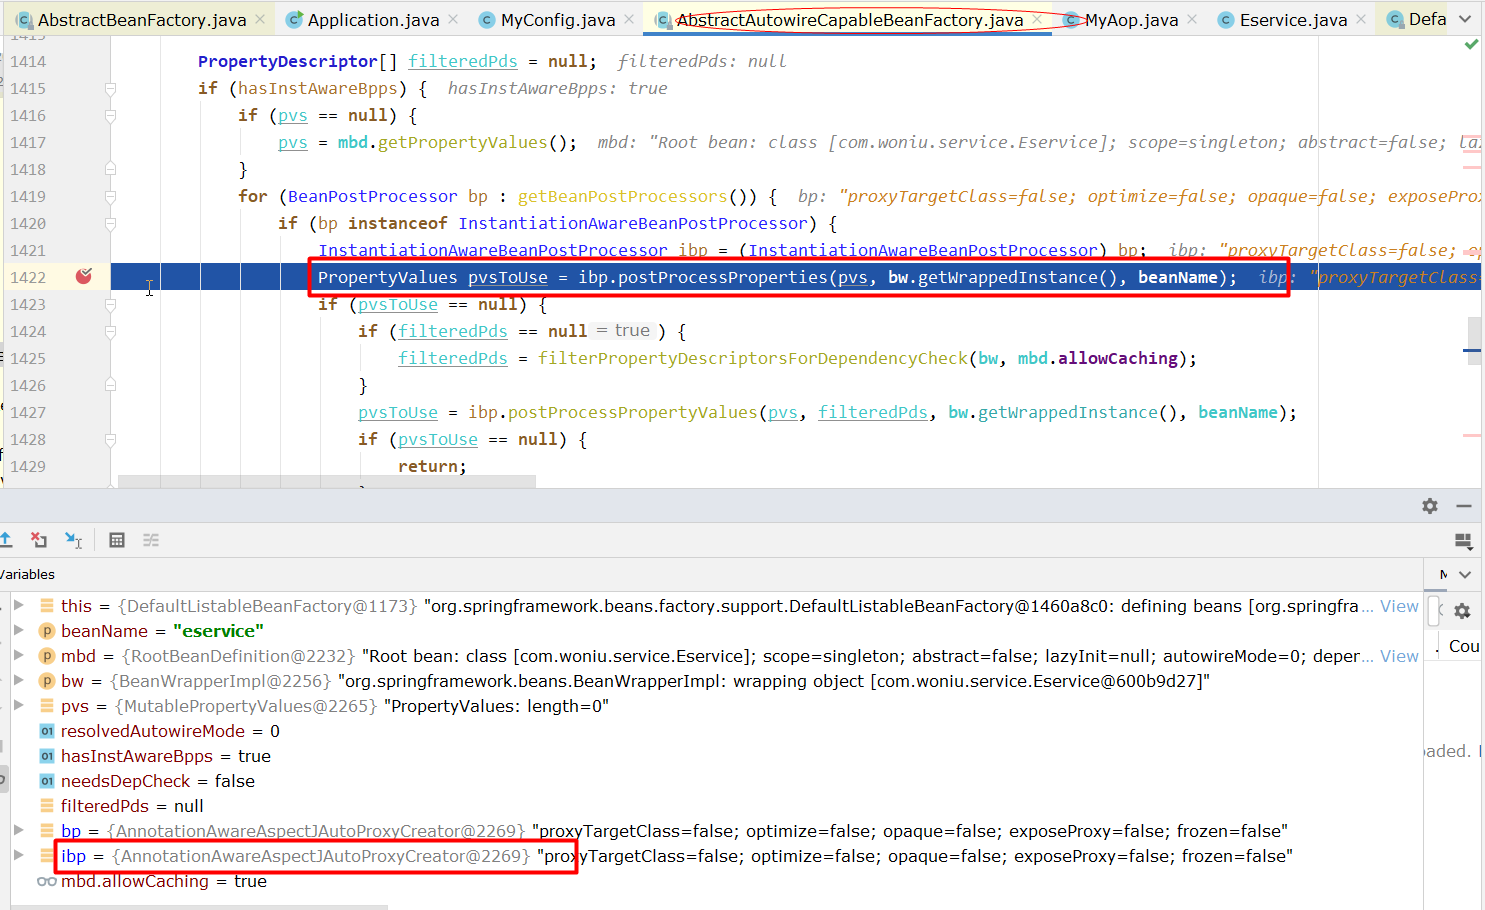 AbstractBeanFactory.java × Application.java × MyConfig.java × AbstractAutowireCapableBeanFactory.java × MyAop.java × Eservice.java × Defa
1414 PropertyDescriptor[] filteredPds = null; filteredPds: null
1415 if (hasInstAwareBpps) { hasInstAwareBpps: true
1416 if (pvs == null) {
1417 pvs = mbd.getPropertyValues(); mbd: "Root bean: class [com.woniu.service.Eservice]; scope=singleton; abstract=false; laz
1418 }
1419 for (BeanPostProcessor bp : getBeanPostProcessors()) { bp: "proxyTargetClass=false; optimize=false; opaque=false; exposeProx
1420 if (bp instanceof InstantiationAwareBeanPostProcessor) {
1421 InstantiationAwareBeanPostProcessor ibp = (InstantiationAwareBeanPostProcessor) bp; ibp: "proxyTargetClass=false; op
1422 PropertyValues pvsToUse = ibp.postProcessProperties(pvs, bw.getWrappedInstance(), beanName); ibp: "proxyTargetClass=
1423 if (pvsToUse == null) {
1424 if (filteredPds == null = true ) {
1425 filteredPds = filterPropertyDescriptorsForDependencyCheck(bw, mbd.allowCaching);
1426 }
1427 pvsToUse = ibp.postProcessPropertyValues(pvs, filteredPds, bw.getWrappedInstance(), beanName);
1428 if (pvsToUse == null) {
1429 return;
Variables
this = {DefaultListableBeanFactory@1173} "org.springframework.beans.factory.support.DefaultListableBeanFactory@1460a8c0: defining beans [org.springfra... View
beanName = "eservice"
mbd = {RootBeanDefinition@2232} "Root bean: class [com.woniu.service.Eservice]; scope=singleton; abstract=false; lazyInit=null; autowireMode=0; deper... View
bw = {BeanWrapperImpl@2256} "org.springframework.beans.BeanWrapperImpl: wrapping object [com.woniu.service.Eservice@600b9d27]"
pvs = {MutablePropertyValues@2265} "PropertyValues: length=0"
resolvedAutowireMode = 0
hasInstAwareBpps = true
needsDepCheck = false
filteredPds = null
bp = {AnnotationAwareAspectJAutoProxyCreator@2269} "proxyTargetClass=false; optimize=false; opaque=false; exposeProxy=false; frozen=false"
ibp = {AnnotationAwareAspectJAutoProxyCreator@2269} "proxyTargetClass=false; optimize=false; opaque=false; exposeProxy=false; frozen=false"
mbd.allowCaching = true
Cou
oaded.